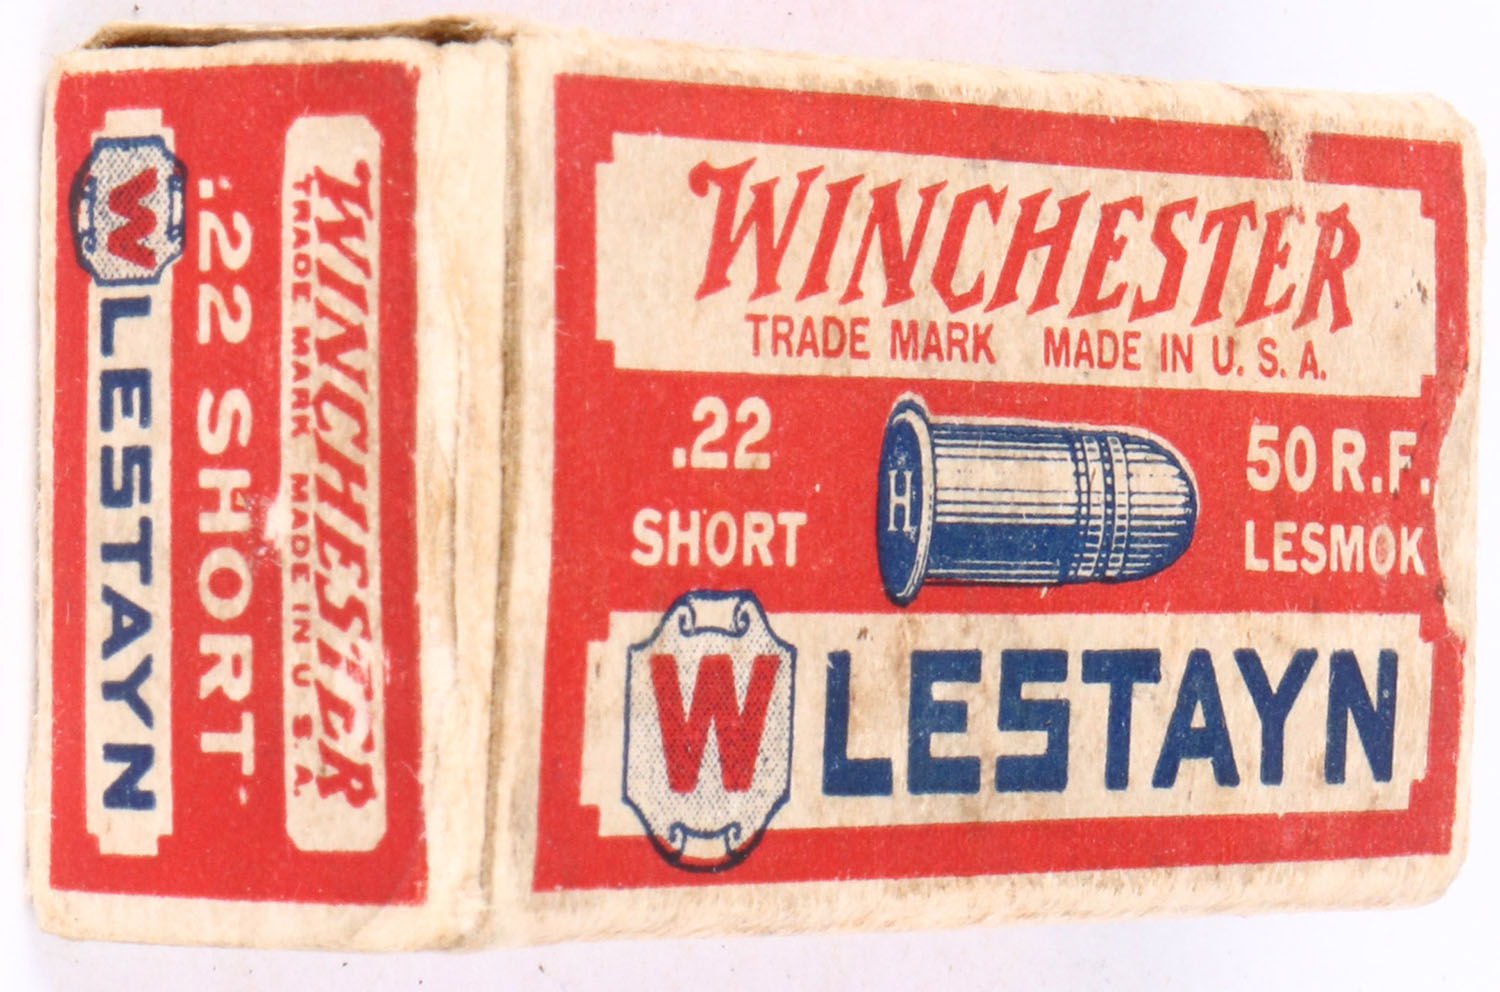 WINCHESTER
TRADE MARK MADE IN U.S.A.
.22 SHORT
W LESTAYN
WINCHESTER
TRADE MARK MADE IN U. S. A.
.22
SHORT
H
50 R.F.
LESMOK
W LESTAYN